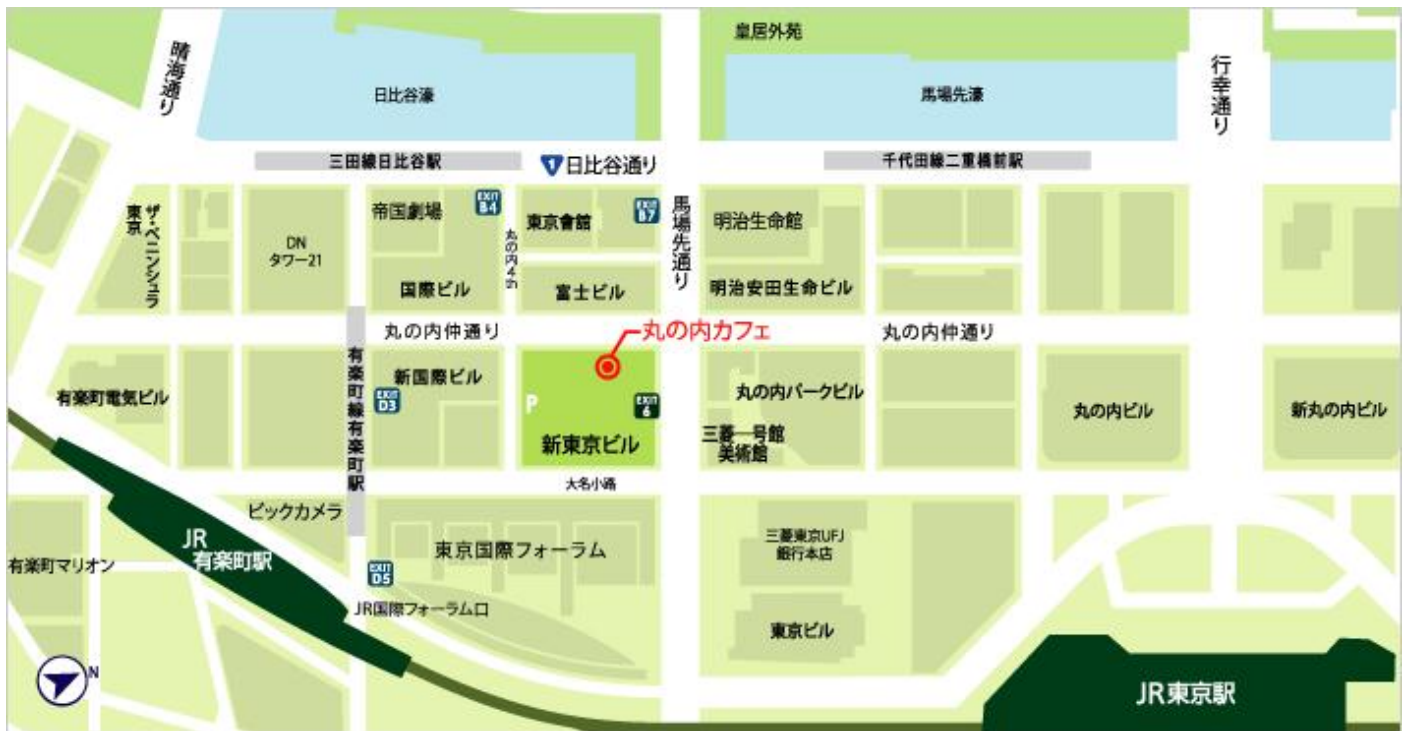 皇居外苑
晴海通り
行幸通り
日比谷濠
馬場先濠
三田線日比谷駅
1
日比谷通り
千代田線二重橋前駅
ザ・ペニンシュラ
東京
DN
タワー21
帝国劇場
EXIT
B4
丸の内4th
東京會館
EXIT
B7
馬場先通り
明治生命館
国際ビル
富士ビル
明治安田生命ビル
丸の内仲通り
丸の内カフェ
丸の内仲通り
有楽町電気ビル
有楽町線有楽町駅
新国際ビル
EXIT
D3
P
EXIT
6
新東京ビル
丸の内パークビル
三菱一号館
美術館
丸の内ビル
新丸の内ビル
大名小路
ビックカメラ
JR
有楽町駅
有楽町マリオン
東京国際フォーラム
三菱東京UFJ
銀行本店
EXIT
D5
JR国際フォーラム口
東京ビル
N
JR東京駅